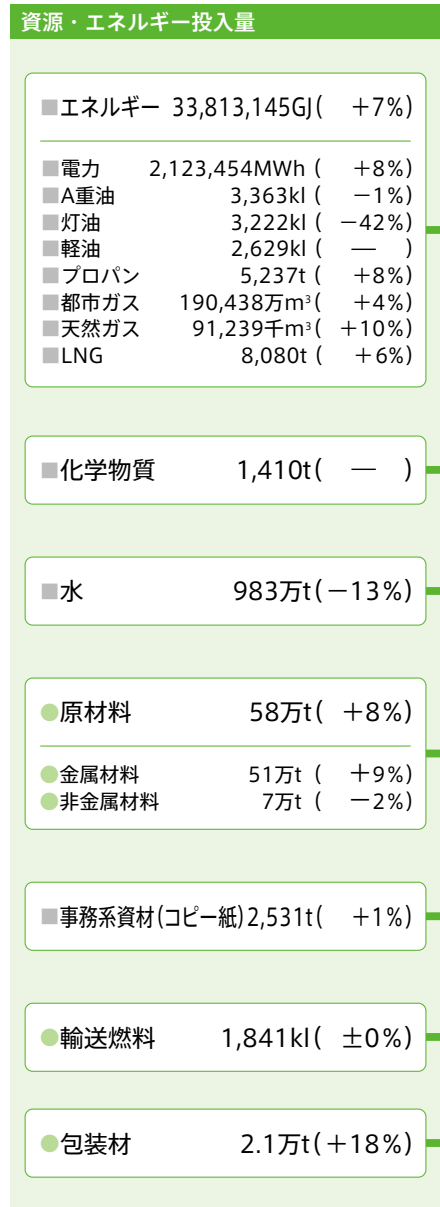 資源・エネルギー投入量
■エネルギー 33,813,145GJ( +7%)
■電力 2,123,454MWh ( +8%)
■A重油 3,363kl ( −1%)
■灯油 3,222kl ( −42%)
■軽油 2,629kl ( — )
■プロパン 5,237t ( +8%)
■都市ガス 190,438万m³( +4%)
■天然ガス 91,239千m³( +10%)
■LNG 8,080t ( +6%)
■化学物質 1,410t( — )
■水 983万t(−13%)
●原材料 58万t( +8%)
●金属材料 51万t ( +9%)
●非金属材料 7万t ( −2%)
■事務系資材(コピー紙)2,531t( +1%)
●輸送燃料 1,841kl( ±0%)
●包装材 2.1万t(+18%)